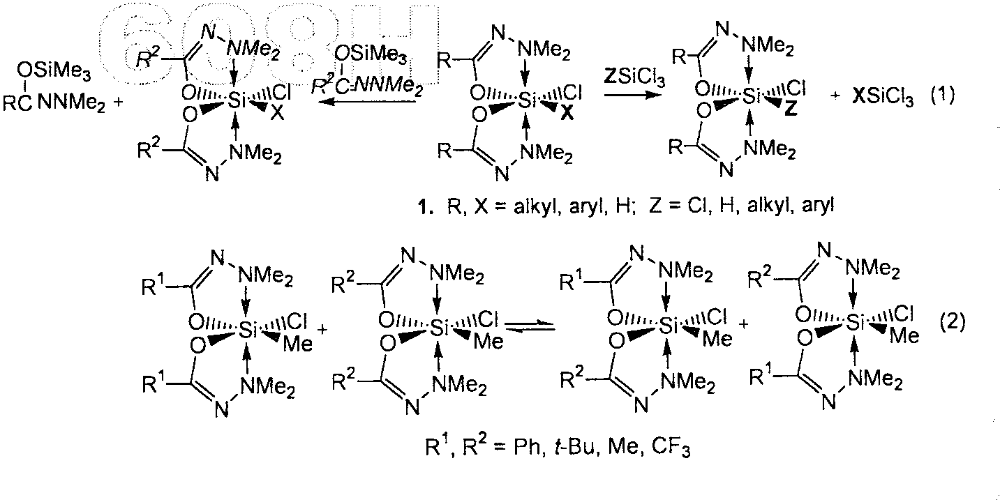 608H
N
NMe2
R2
O
Si
Cl
X
O
R2
N
NMe2
OSiMe3
RC NNMe2 +
OSiMe3
R2C=NNMe2
N
NMe2
R
O
Si
Cl
X
O
R
N
NMe2
ZSiCl3
N
NMe2
R
O
Si
Cl
Z
O
R
N
NMe2
+ XSiCl3 (1)
1. R, X = alkyl, aryl, H; Z = Cl, H, alkyl, aryl
N
NMe2
R1
O
Si
Cl
Me
O
R1
N
NMe2
+
N
NMe2
R2
O
Si
Cl
Me
O
R2
N
NMe2
N
NMe2
R1
O
Si
Cl
Me
O
R2
N
NMe2
+
N
NMe2
R2
O
Si
Cl
Me
O
R1
N
NMe2
(2)
R1, R2 = Ph, t-Bu, Me, CF3